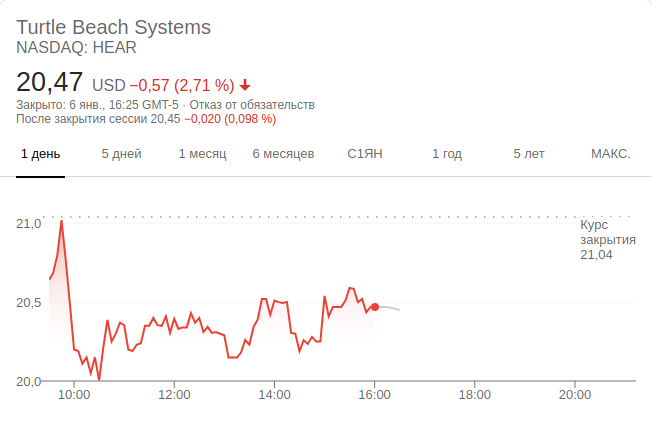 Turtle Beach Systems
NASDAQ: HEAR
20,47 USD −0,57 (2,71 %)
Закрыто: 6 янв., 16:25 GMT-5 · Отказ от обязательств
После закрытия сессии 20,45 −0,020 (0,098 %)
1 день 5 дней 1 месяц 6 месяцев С1ЯН 1 год 5 лет МАКС.
21,0
Курс
закрытия
21,04
20,5
20,0
10:00 12:00 14:00 16:00 18:00 20:00